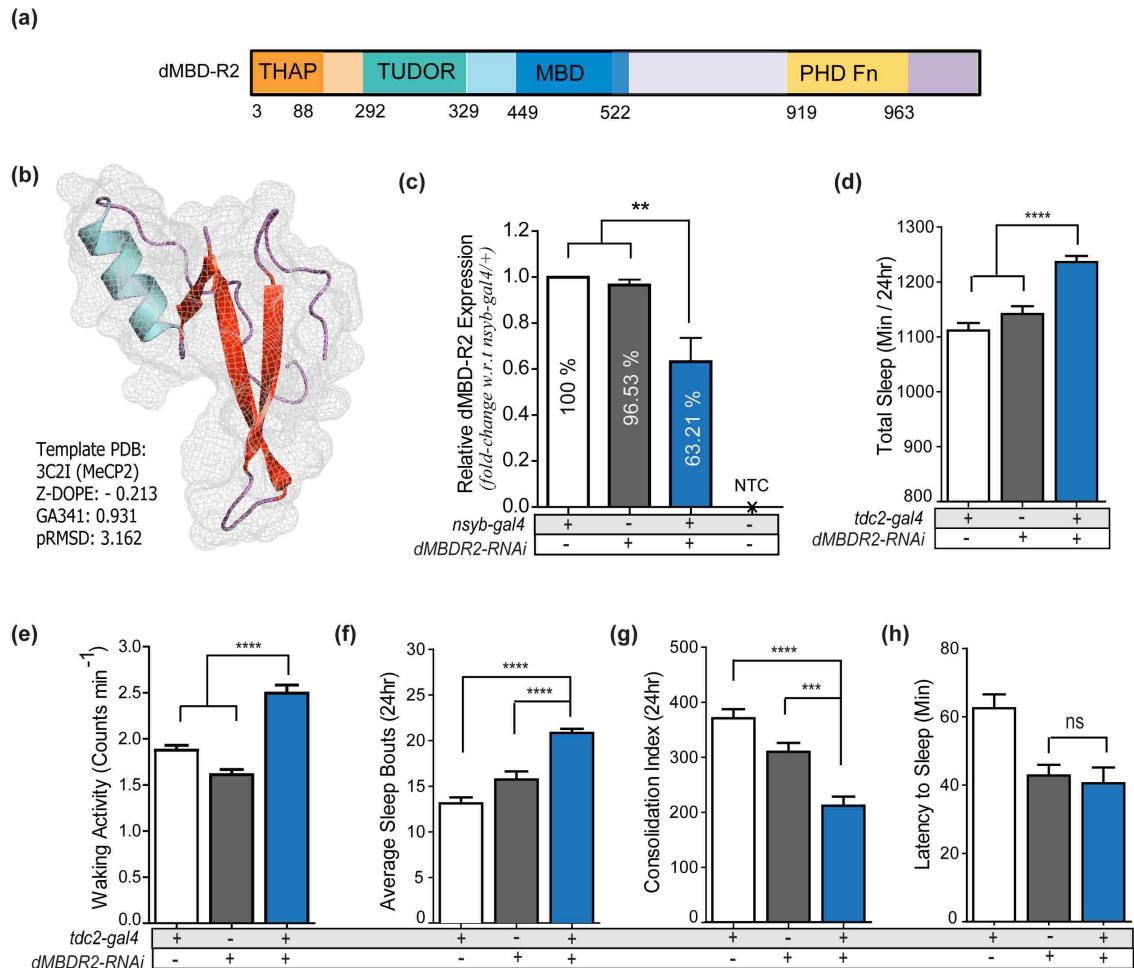 (a)
dMBD-R2
THAP TUDOR MBD PHD Fn
3 88 292 329 449 522 919 963
(b)
Template PDB:
3C2I (MeCP2)
Z-DOPE: - 0.213
GA341: 0.931
pRMSD: 3.162
(c)
Relative dMBD-R2 Expression
(fold-change w.r.t nsyb-gal4/+)
1.2
1.0
0.8
0.6
0.4
0.2
0.0
**
100 %
96.53 %
63.21 %
NTC
nsyb-gal4 + - + -
dMBDR2-RNAi - + + -
(d)
Total Sleep (Min / 24hr)
1300
1200
1100
1000
900
800
****
tdc2-gal4 + - +
dMBDR2-RNAi - + +
(e)
Waking Activity (Counts min-1)
3.0
2.5
2.0
1.5
1.0
0.5
0.0
****
(f)
Average Sleep Bouts (24hr)
30
25
20
15
10
5
0
****
****
(g)
Consolidation Index (24hr)
500
400
300
200
100
0
****
***
(h)
Latency to Sleep (Min)
80
60
40
20
0
ns
tdc2-gal4 + - + + - + + - + + - +
dMBDR2-RNAi - + + - + + - + + - + +